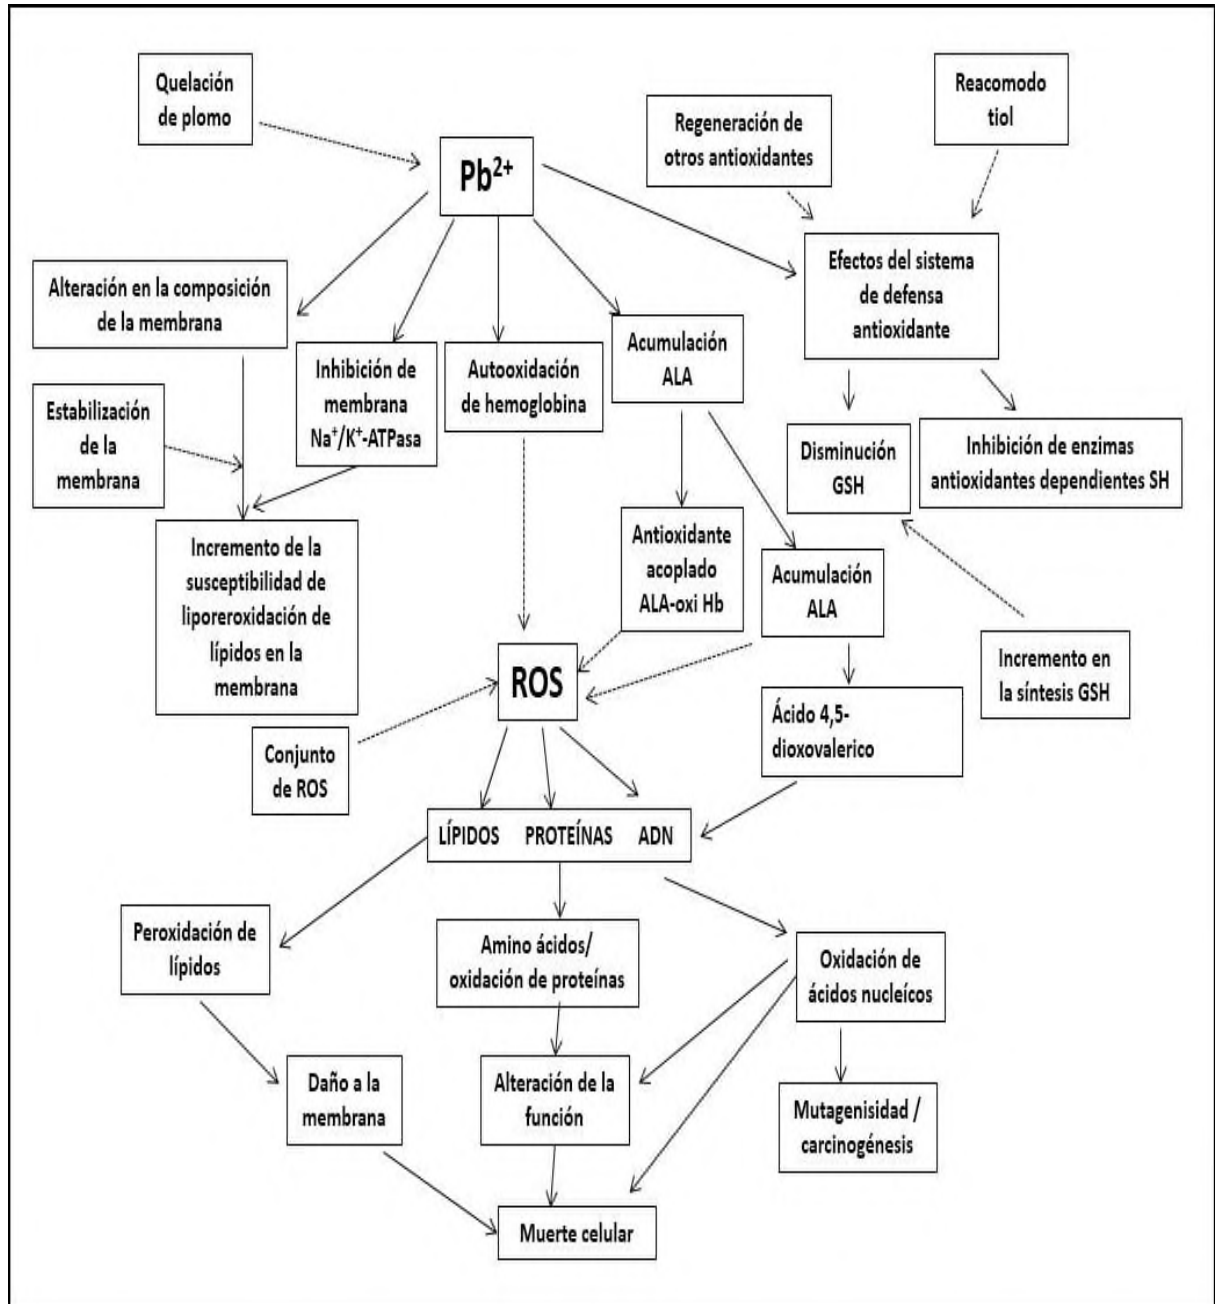 Quelación
de plomo
Pb²⁺
Regeneración de
otros antioxidantes
Reacomodo
tiol
Alteración en la composición
de la membrana
Efectos del sistema
de defensa
antioxidante
Inhibición de
membrana
Na⁺/K⁺-ATPasa
Autooxidación
de hemoglobina
Acumulación
ALA
Estabilización
de la
membrana
Disminución
GSH
Inhibición de enzimas
antioxidantes dependientes SH
Incremento de la
susceptibilidad de
liporeroxidación de
lípidos en la
membrana
Antioxidante
acoplado
ALA-oxi Hb
Acumulación
ALA
ROS
Incremento en
la síntesis GSH
Conjunto
de ROS
Ácido 4,5-
dioxovalerico
LÍPIDOS PROTEÍNAS ADN
Peroxidación de
lípidos
Amino ácidos/
oxidación de proteínas
Oxidación de
ácidos nucleícos
Daño a la
membrana
Alteración de la
función
Mutagenisidad /
carcinogénesis
Muerte celular